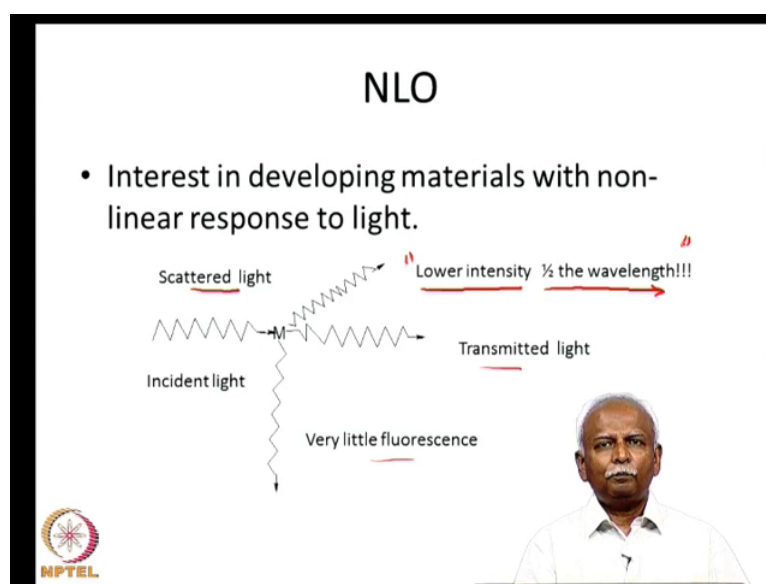 NLO
• Interest in developing materials with non-
linear response to light.
Scattered light
"Lower intensity ½ the wavelength!!!"
M
Transmitted light
Incident light
Very little fluorescence
NPTEL